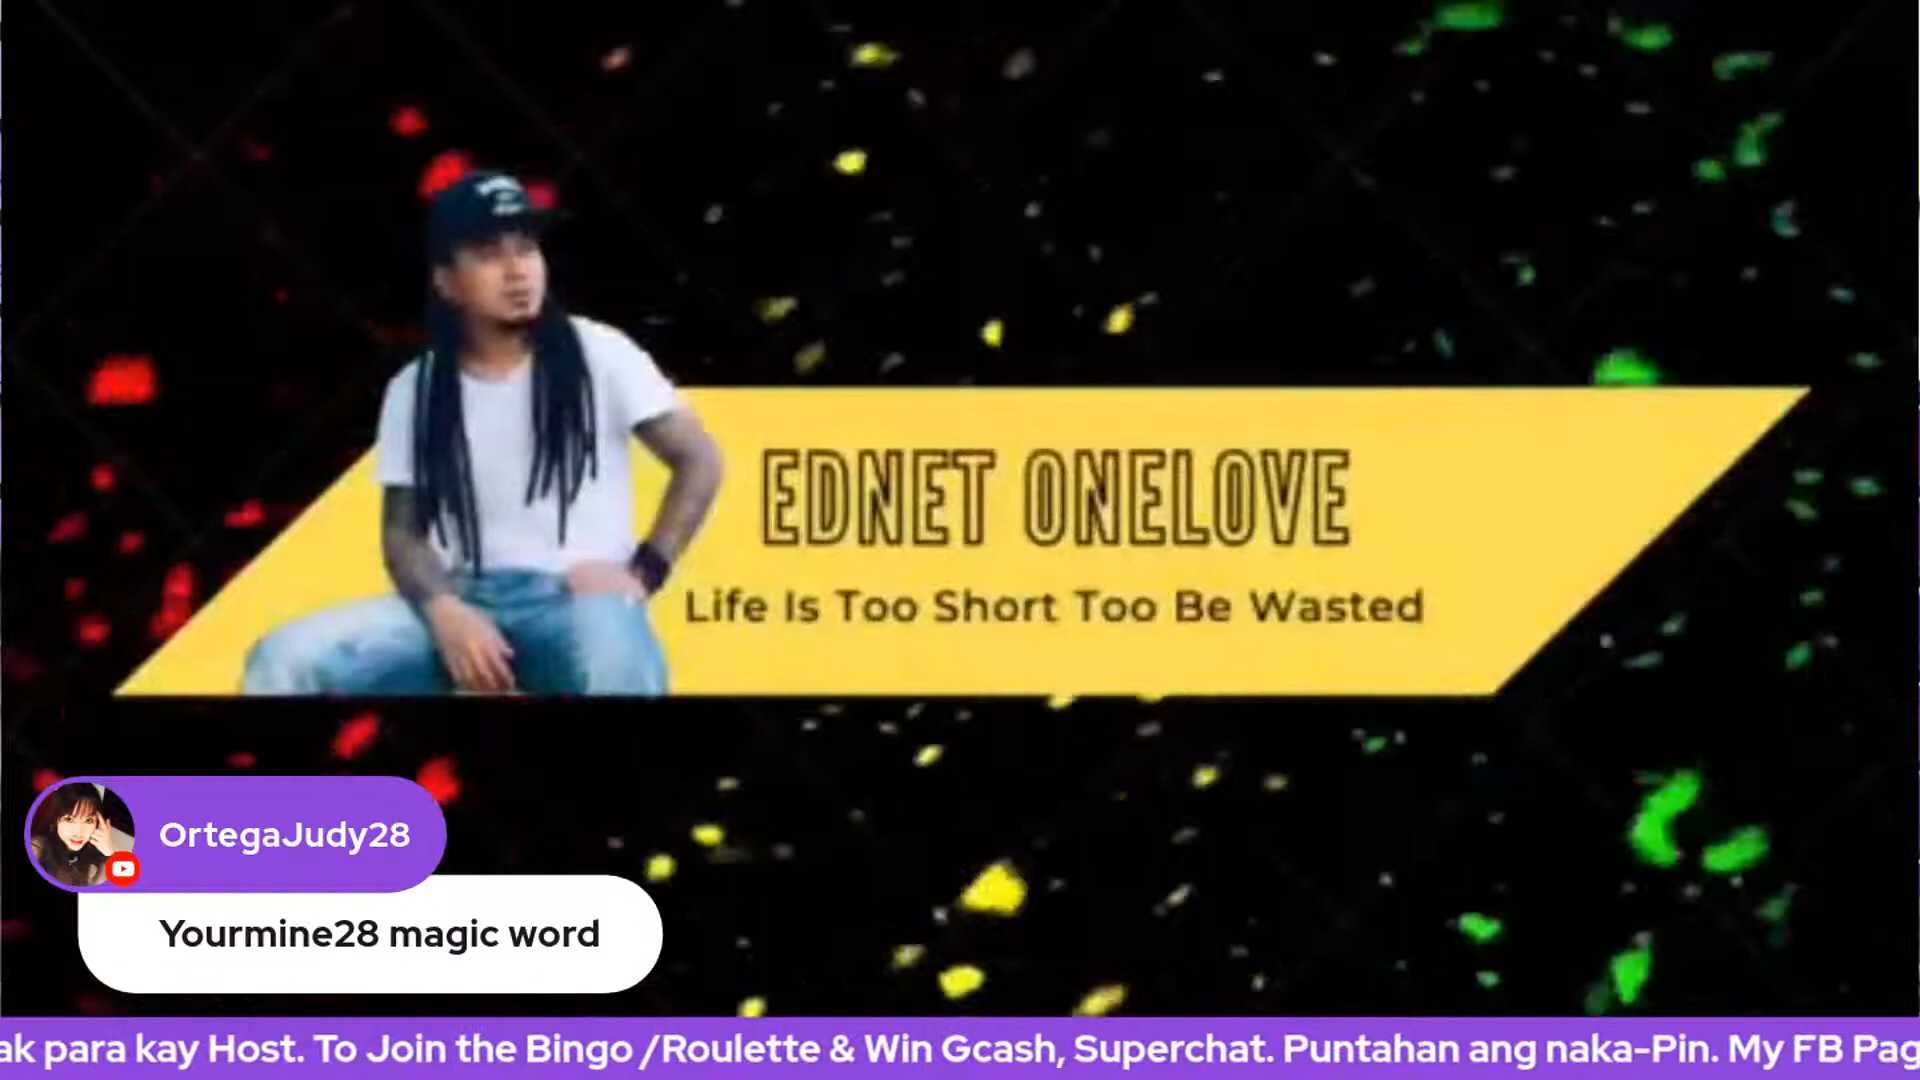 EDNET ONELOVE
Life Is Too Short Too Be Wasted
OrtegaJudy28
Yourmine28 magic word
ak para kay Host. To Join the Bingo /Roulette & Win Gcash, Superchat. Puntahan ang naka-Pin. My FB Pag